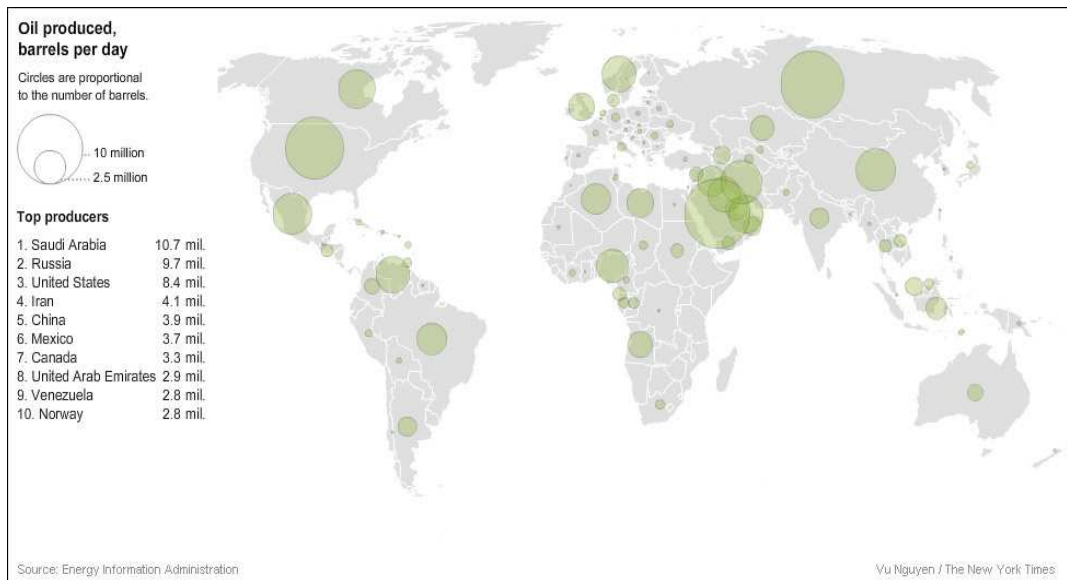 Oil produced,
barrels per day
Circles are proportional
to the number of barrels.
10 million
2.5 million
Top producers
1. Saudi Arabia 10.7 mil.
2. Russia 9.7 mil.
3. United States 8.4 mil.
4. Iran 4.1 mil.
5. China 3.9 mil.
6. Mexico 3.7 mil.
7. Canada 3.3 mil.
8. United Arab Emirates 2.9 mil.
9. Venezuela 2.8 mil.
10. Norway 2.8 mil.
Source: Energy Information Administration
Vu Nguyen / The New York Times